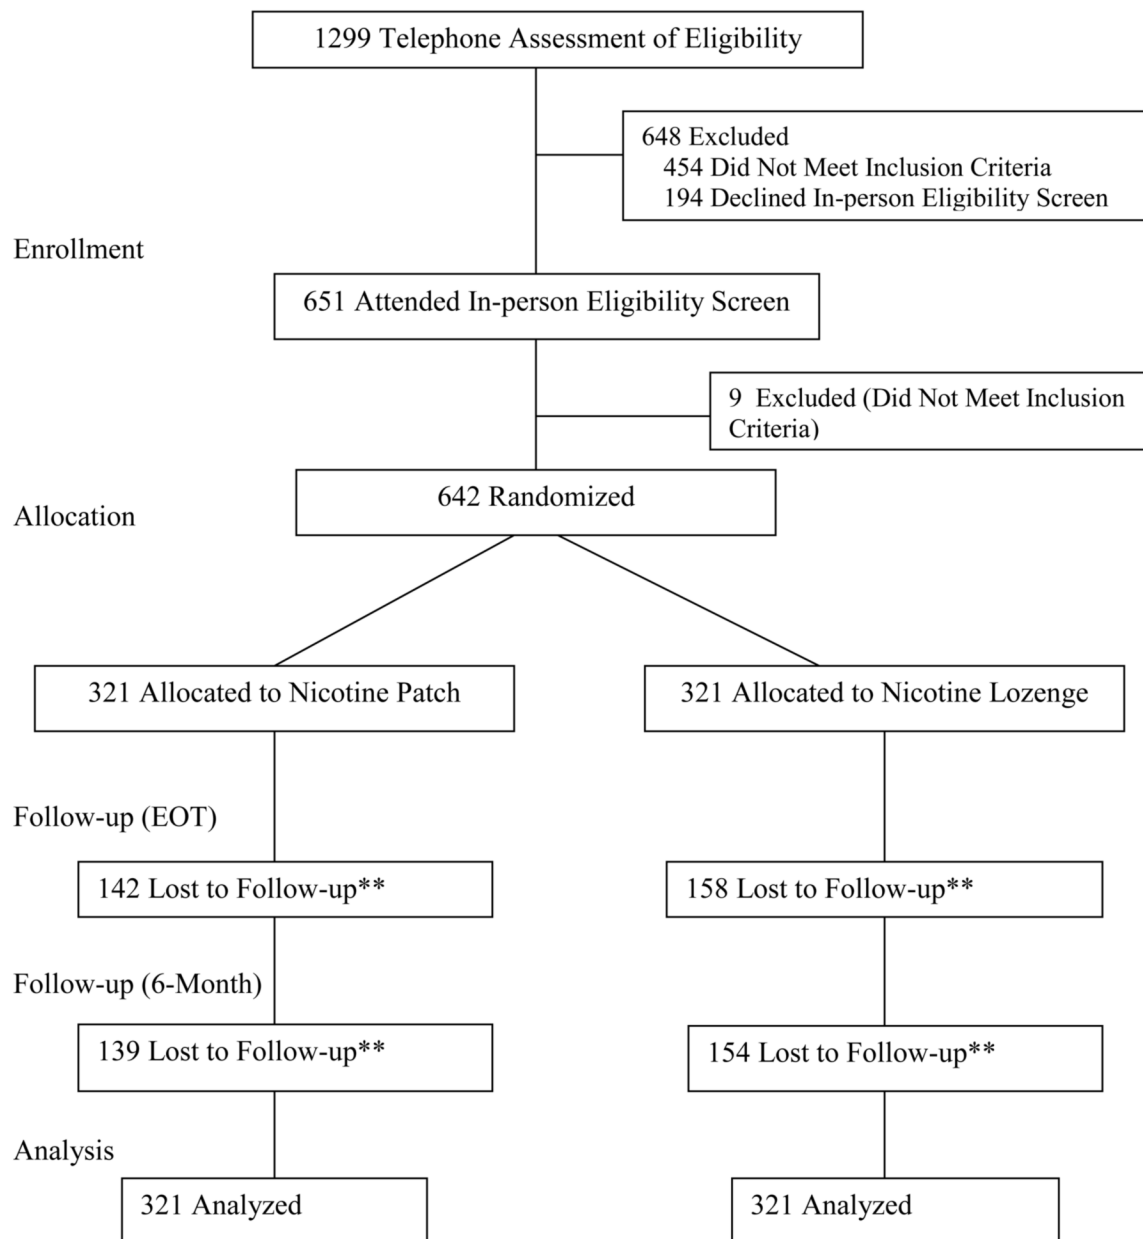 1299 Telephone Assessment of Eligibility
648 Excluded
454 Did Not Meet Inclusion Criteria
194 Declined In-person Eligibility Screen
Enrollment
651 Attended In-person Eligibility Screen
9 Excluded (Did Not Meet Inclusion
Criteria)
642 Randomized
Allocation
321 Allocated to Nicotine Patch
321 Allocated to Nicotine Lozenge
Follow-up (EOT)
142 Lost to Follow-up**
158 Lost to Follow-up**
Follow-up (6-Month)
139 Lost to Follow-up**
154 Lost to Follow-up**
Analysis
321 Analyzed
321 Analyzed